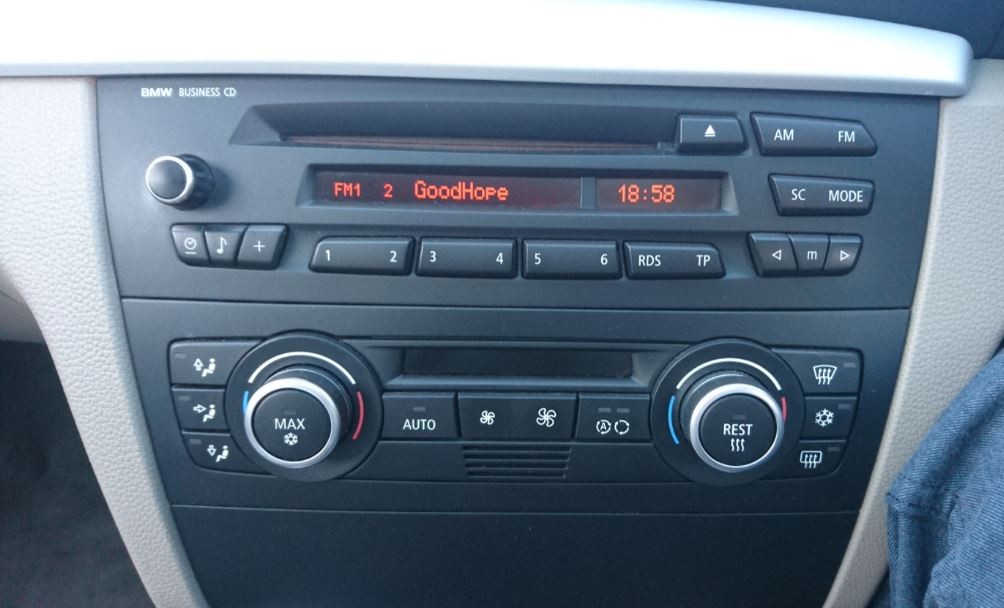 BMW BUSINESS CD
AM FM
FM1 2 GoodHope 18:58
SC MODE
1 2 3 4 5 6 RDS TP m
MAX AUTO A REST